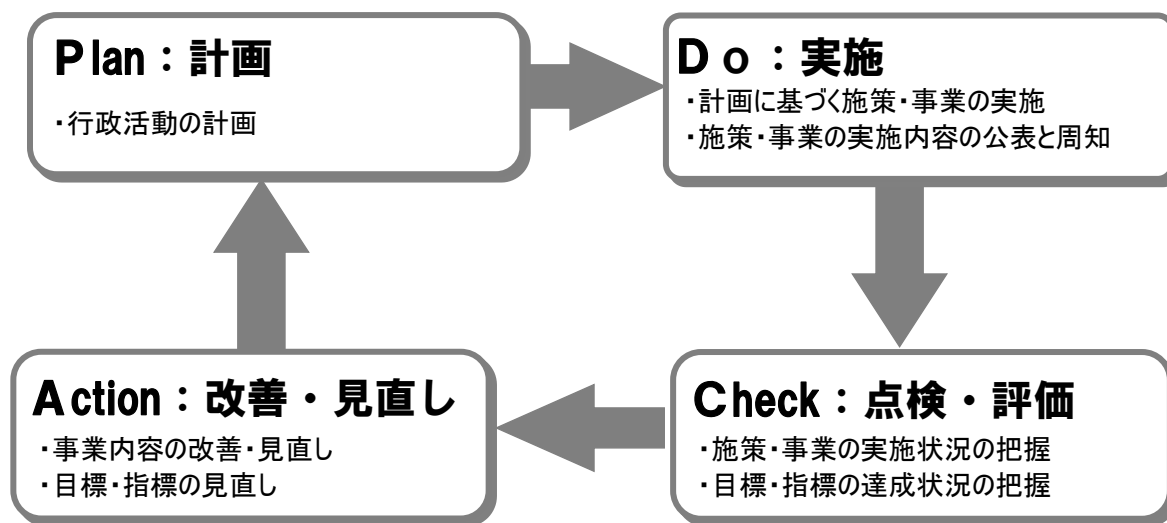 Plan：計画
・行政活動の計画
Do：実施
・計画に基づく施策・事業の実施
・施策・事業の実施内容の公表と周知
Action：改善・見直し
・事業内容の改善・見直し
・目標・指標の見直し
Check：点検・評価
・施策・事業の実施状況の把握
・目標・指標の達成状況の把握